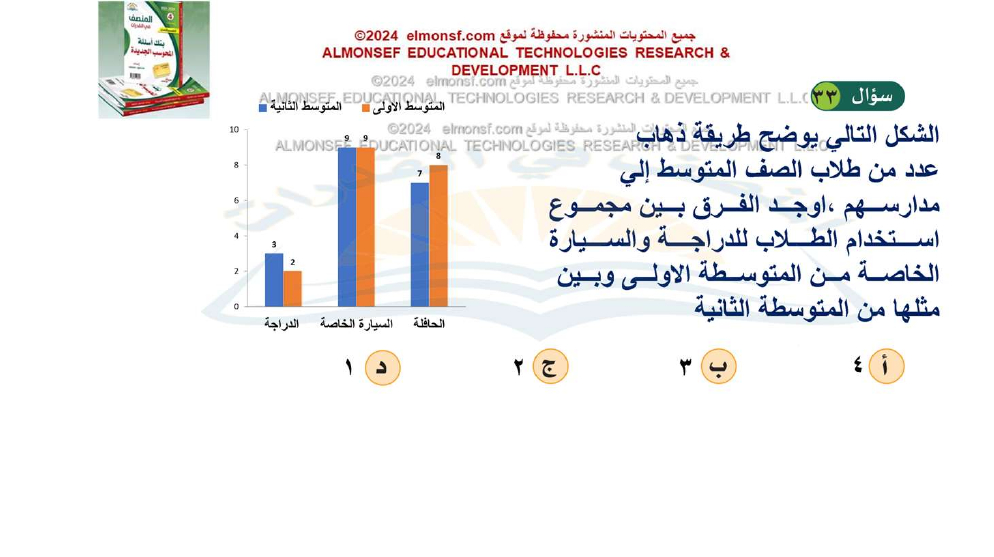 المنصف
في القدرات
بنك أسئلة
المحوسب الجديدة
جميع المحتويات المنشورة محفوظة لموقع elmonsf.com ©2024
ALMONSEF EDUCATIONAL TECHNOLOGIES RESEARCH &
DEVELOPMENT L.L.C
جميع المحتويات المنشورة محفوظة لموقع elmonsf.com ©2024
ALMONSEF EDUCATIONAL TECHNOLOGIES RESEARCH & DEVELOPMENT L.L.C
جميع المحتويات المنشورة محفوظة لموقع elmonsf.com ©2024
ALMONSEF EDUCATIONAL TECHNOLOGIES RESEARCH & DEVELOPMENT L.L.C
سؤال ٣٣
الشكل التالي يوضح طريقة ذهاب
عدد من طلاب الصف المتوسط إلي
مدارسهم ،اوجد الفرق بين مجموع
استخدام الطلاب للدراجة والسيارة
الخاصة من المتوسطة الاولى وبين
مثلها من المتوسطة الثانية
المتوسط الاولى
المتوسط الثانية
10
8
6
4
2
0
3
2
9
9
7
8
الدراجة
السيارة الخاصة
الحافلة
أ ٤
ب ٣
ج ٢
د ١